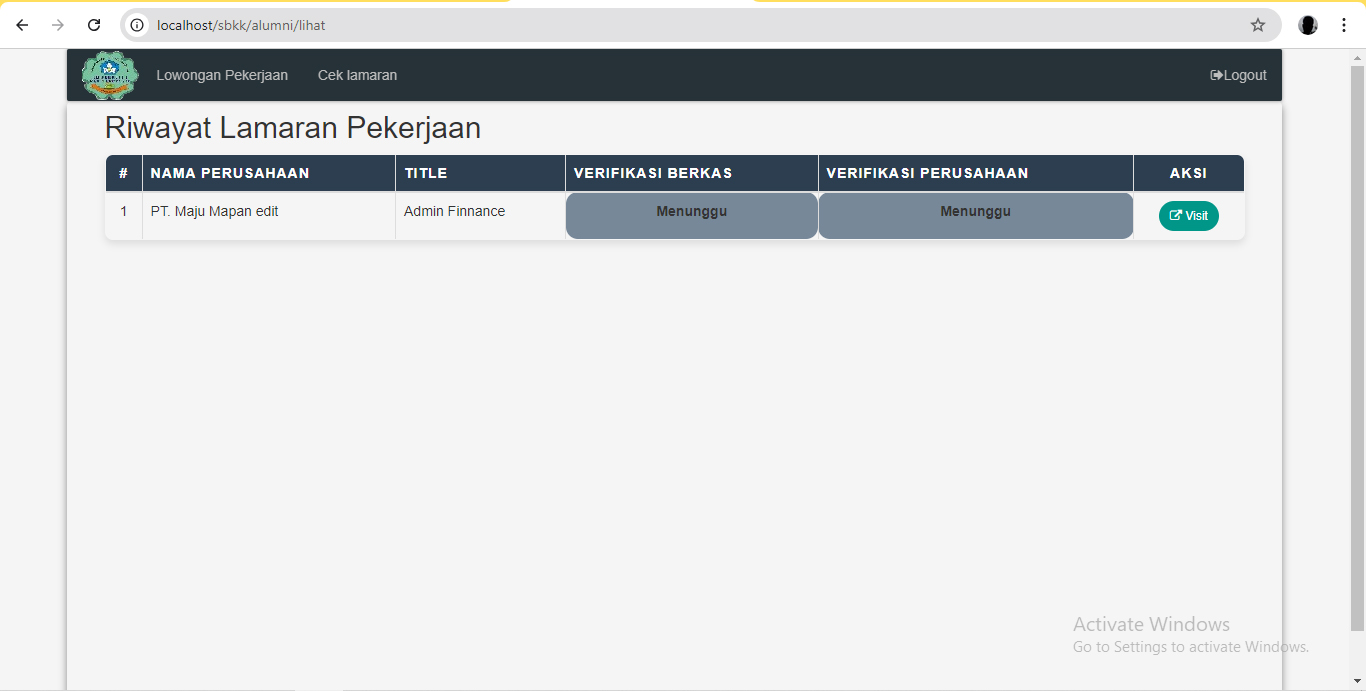 localhost/sbkk/alumni/lihat
Lowongan Pekerjaan Cek lamaran Logout
Riwayat Lamaran Pekerjaan
# NAMA PERUSAHAAN TITLE VERIFIKASI BERKAS VERIFIKASI PERUSAHAAN AKSI
1 PT. Maju Mapan edit Admin Finnance Menunggu Menunggu Visit
Activate Windows
Go to Settings to activate Windows.